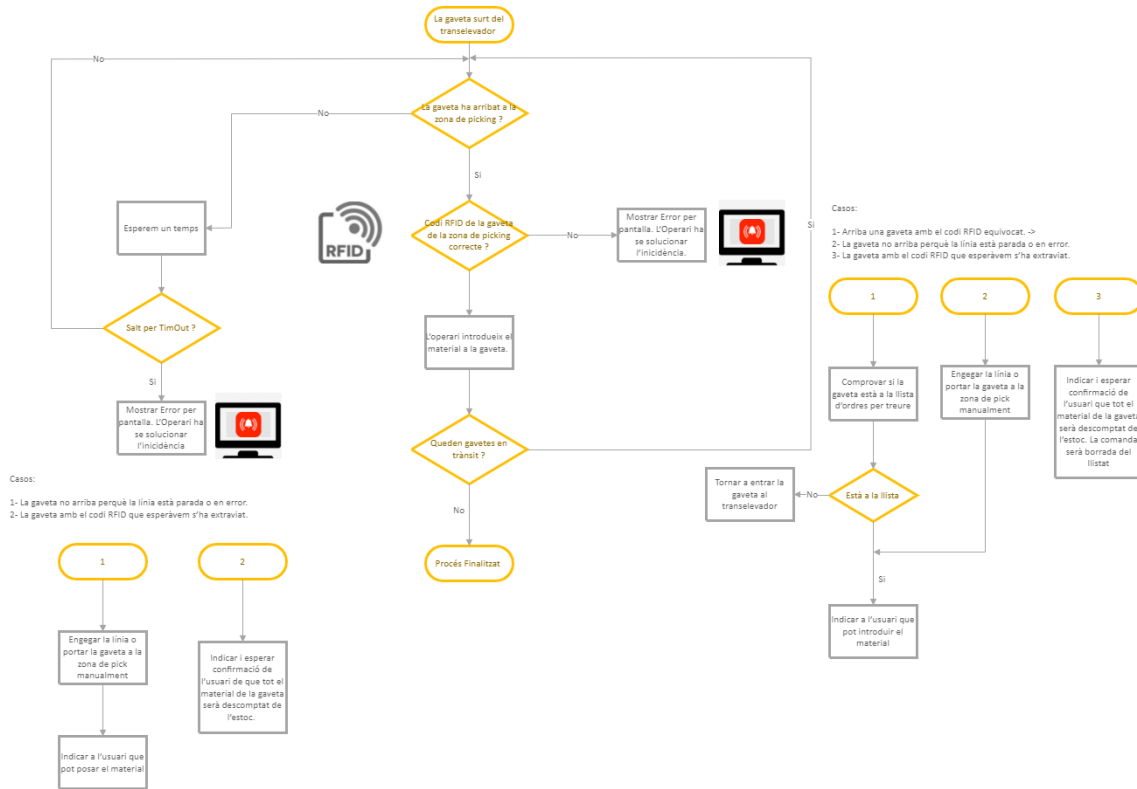 La gaveta surt del
transelevador
No
La gaveta ha arribat a la
zona de picking ?
No
Si
Esperem un temps
RFID
Codi RFID de la gaveta
de la zona de picking
correcte ?
No
Mostrar Error per
pantalla. L'Operari ha
se solucionar
l'inicidència.
Si
Casos:
1- Arriba una gaveta amb el codi RFID equivocat. ->
2- La gaveta no arriba perquè la línia està parada o en error.
3- La gaveta amb el codi RFID que esperàvem s'ha extraviat.
1
2
3
Salt per TimOut ?
L'operari introdueix el
material a la gaveta.
Comprovar si la
gaveta està a la llista
d'ordres per treure
Engegar la línia o
portar la gaveta a la
zona de pick
manualment
Indicar i esperar
confirmació de
l'usuari que tot el
material de la gaveta
serà descomptat de
l'estoc. La comanda
serà borrada del
llistat
Si
Mostrar Error per
pantalla. L'Operari ha
se solucionar
l'inicidència
Queden gavetes en
trànsit ?
Casos:
1- La gaveta no arriba perquè la línia està parada o en error.
2- La gaveta amb el codi RFID que esperàvem s'ha extraviat.
Tornar a entrar la
gaveta al
transelevador
No
Està a la llista
No
1
2
Procés Finalitzat
Si
Engegar la línia o
portar la gaveta a la
zona de pick
manualment
Indicar i esperar
confirmació de
l'usuari de que tot el
material de la gaveta
serà descomptat de
l'estoc.
Indicar a l'usuari que
pot introduir el
material
Indicar a l'usuari que
pot posar el material